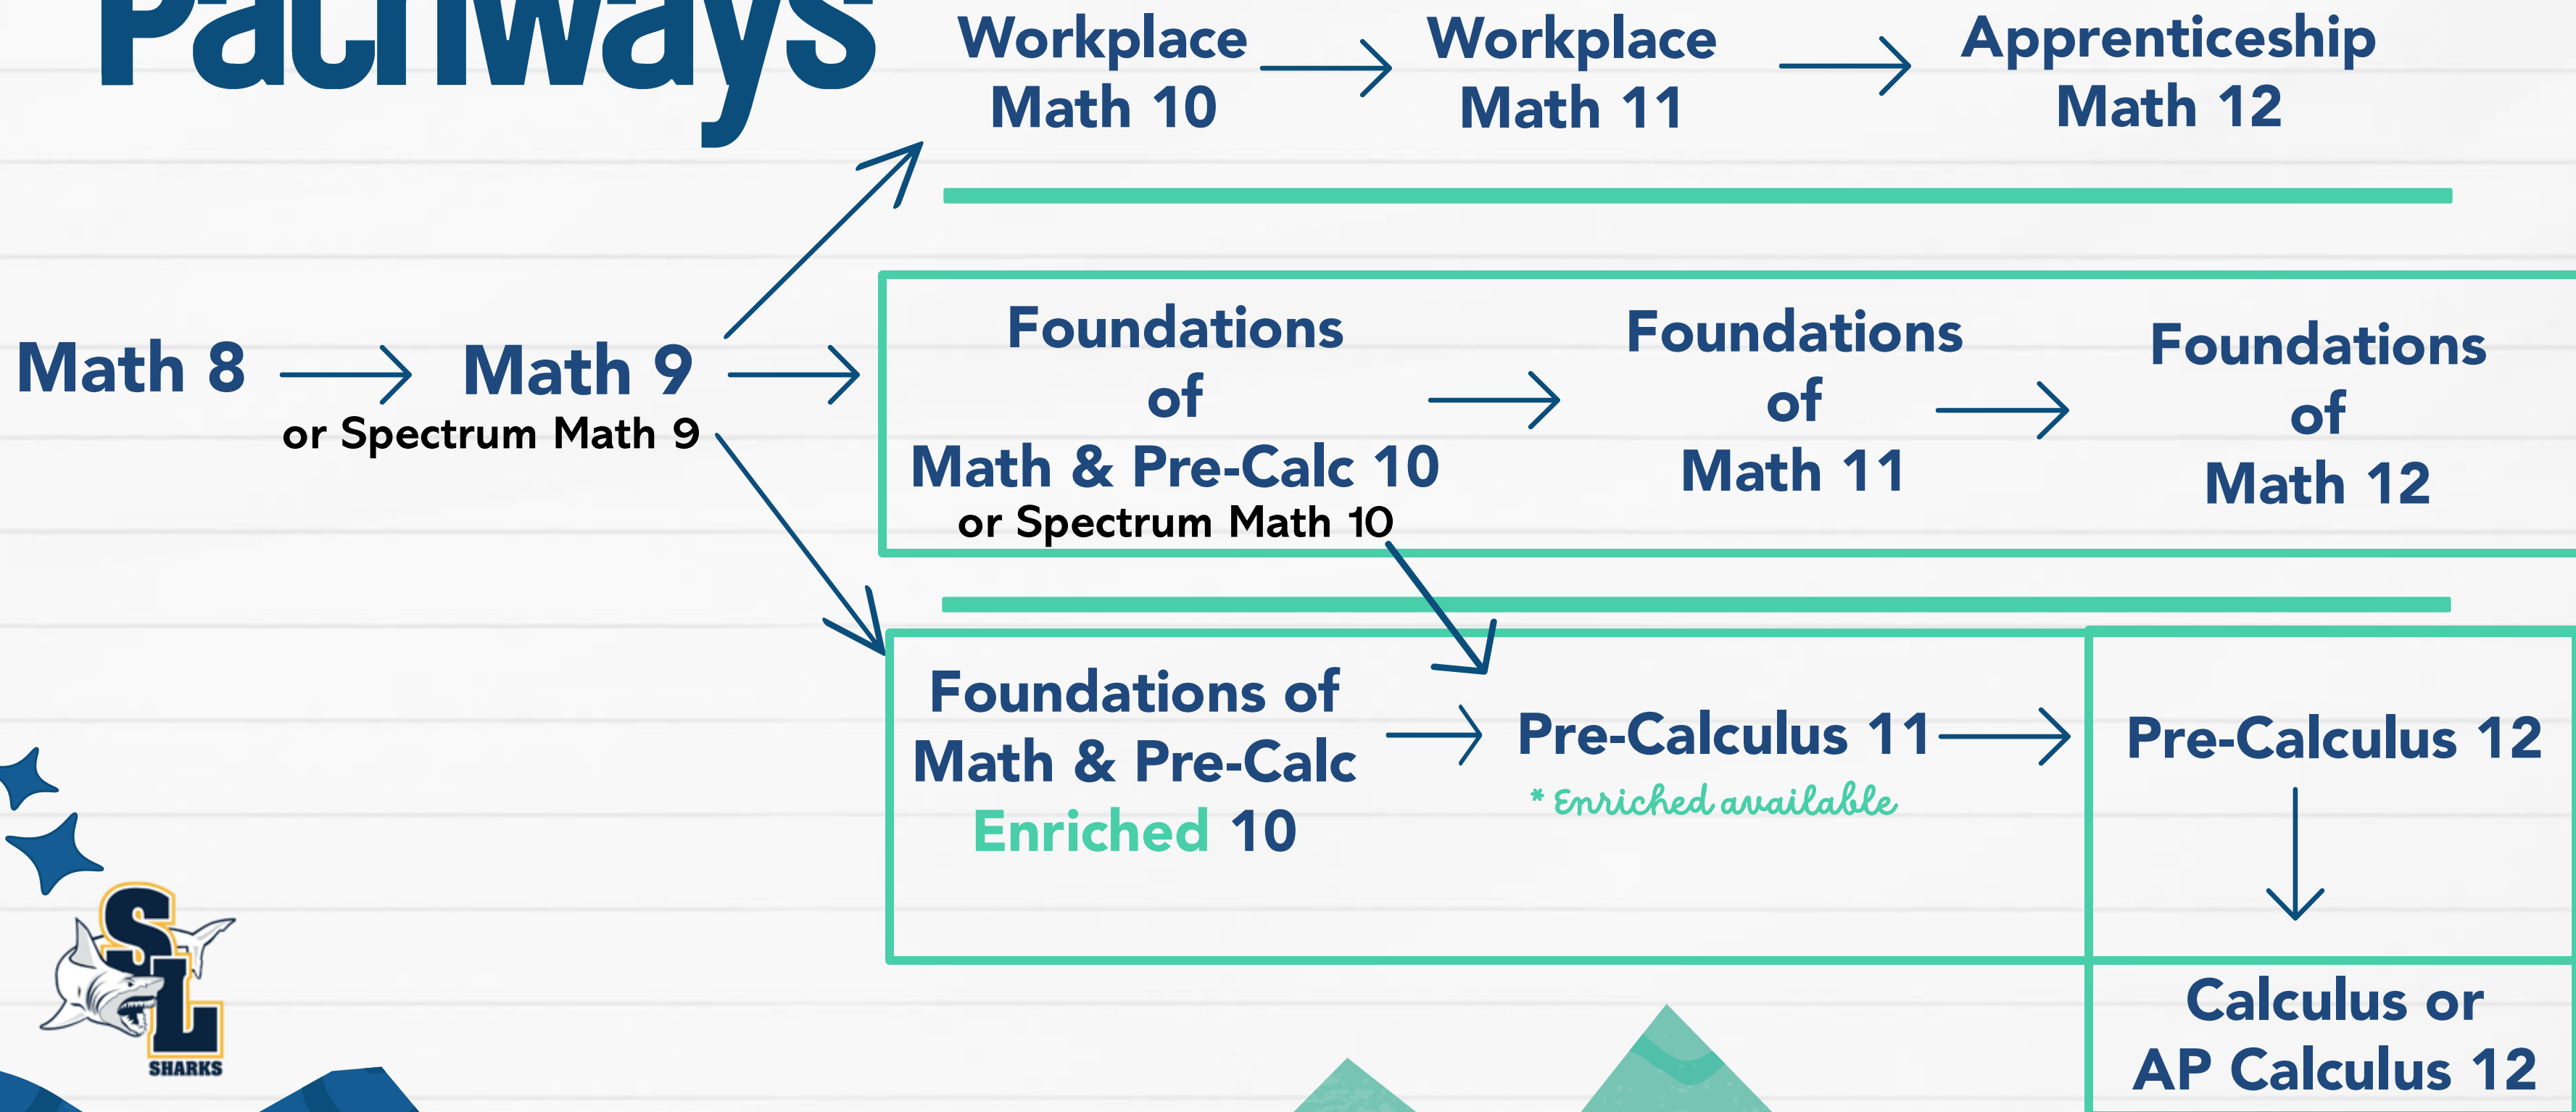 Pathways
Workplace
Math 10
Workplace
Math 11
Apprenticeship
Math 12
Math 8
Math 9
or Spectrum Math 9
Foundations
of
Math & Pre-Calc 10
or Spectrum Math 10
Foundations
of
Math 11
Foundations
of
Math 12
Foundations of
Math & Pre-Calc
Enriched 10
Pre-Calculus 11
* Enriched available
Pre-Calculus 12
Calculus or
AP Calculus 12
SL
SHARKS